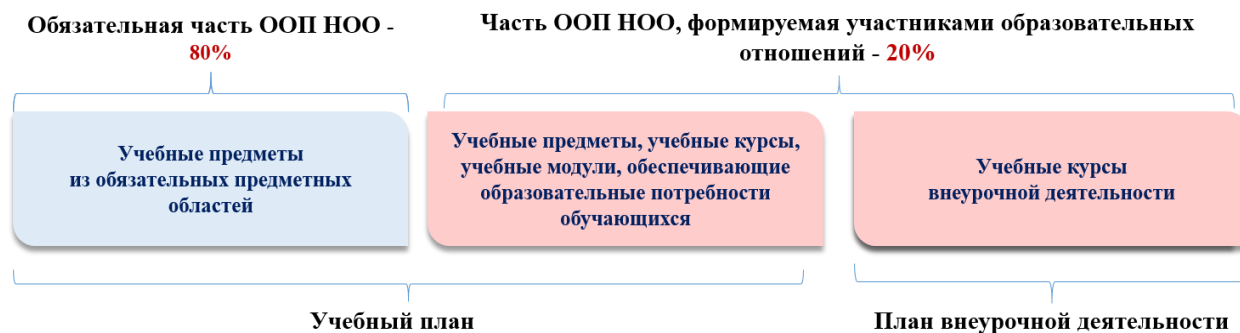 Обязательная часть ООП НОО -
80%
Часть ООП НОО, формируемая участниками образовательных
отношений - 20%
Учебные предметы
из обязательных предметных
областей
Учебные предметы, учебные курсы,
учебные модули, обеспечивающие
образовательные потребности
обучающихся
Учебные курсы
внеурочной деятельности
Учебный план
План внеурочной деятельности